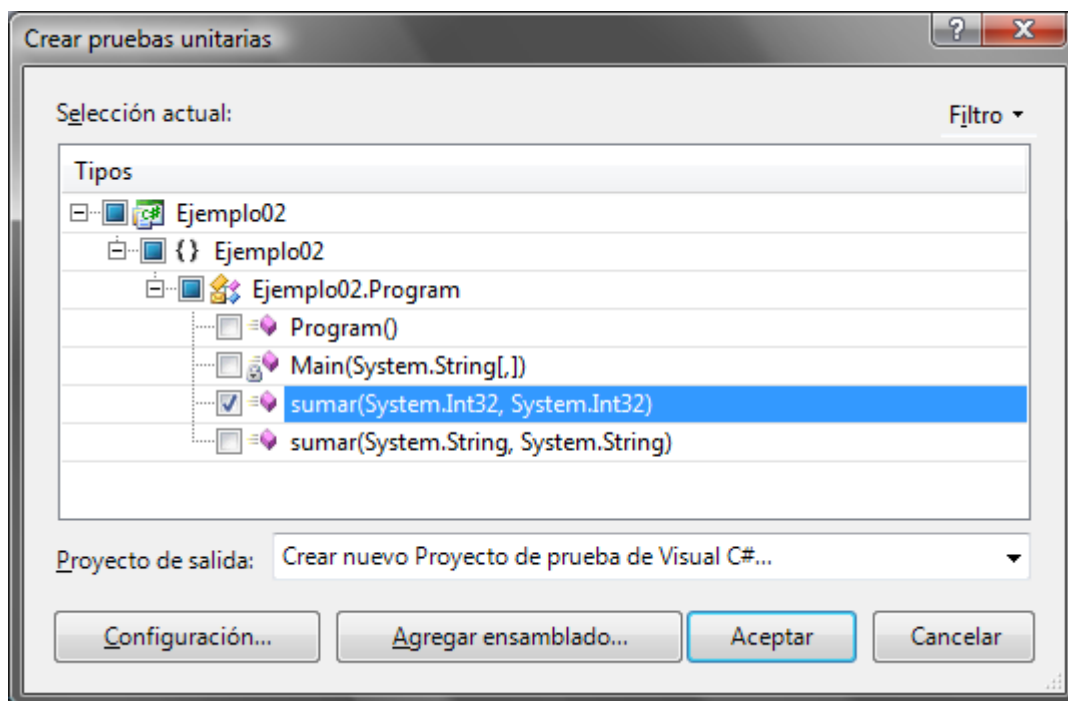 Crear pruebas unitarias
Selección actual:
Filtro
Tipos
Ejemplo02
{} Ejemplo02
Ejemplo02.Program
Program()
Main(System.String[,])
sumar(System.Int32, System.Int32)
sumar(System.String, System.String)
Proyecto de salida: Crear nuevo Proyecto de prueba de Visual C#...
Configuración... Agregar ensamblado... Aceptar Cancelar